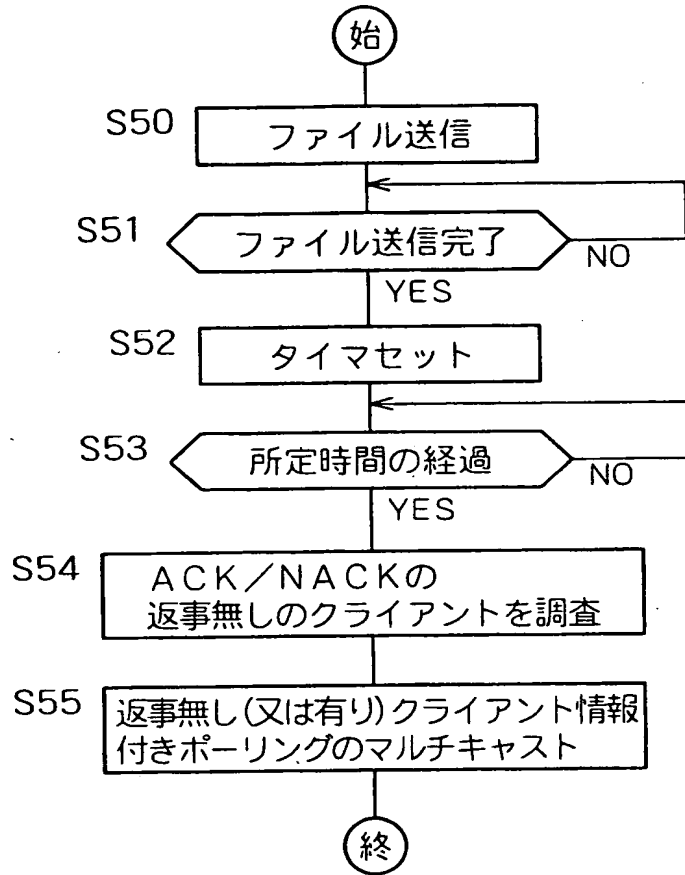 始
S50
ファイル送信
S51
ファイル送信完了
NO
YES
S52
タイマセット
S53
所定時間の経過
NO
YES
S54
ACK/NACKの
返事無しのクライアントを調査
S55
返事無し(又は有り)クライアント情報
付きポーリングのマルチキャスト
終